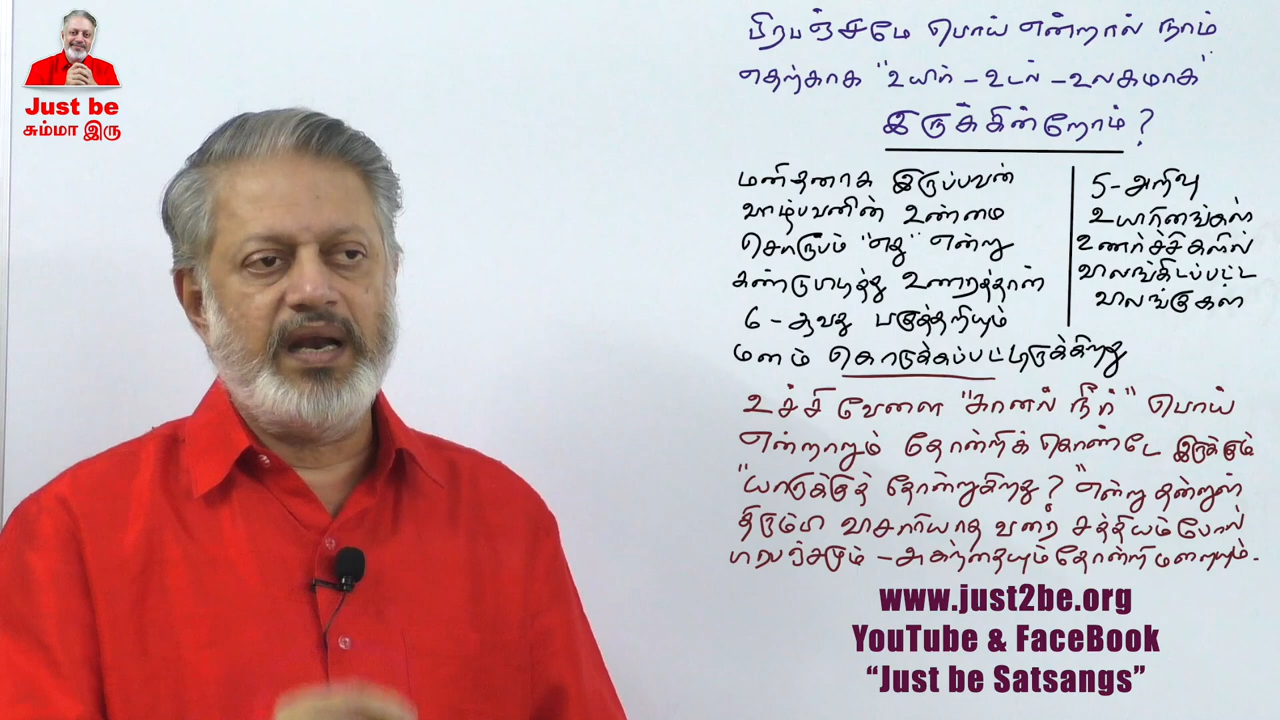 Just be
சும்மா இரு
பிரபஞ்சமே பொய் என்றால் நாம்
எதற்காக "உயிர் - உடல் - உலகமாக"
இருக்கின்றோம்?
மனிதனாக இருப்பவன்
வாழ்பவனின் உண்மை
சொரூபம் "எது" என்று
கண்டுபிடித்து உணரத்தான்
6 - ஆவது பகுத்தறியும்
மனம் கொடுக்கப்பட்டிருக்கிறது
5 - அறிவு
உயிரினங்கள்
உணர்ச்சிகளில்
விலங்கிடப்பட்ட
விலங்குகள்
உச்சி வேளை "கானல் நீர்" பொய்
என்றாலும் தோன்றிக் கொண்டே இருக்கும்
"யாருக்குத் தோன்றுகிறது?" என்று தன்னுள்
திரும்பி விசாரியாத வரை சத்தியம்போல்
பிரபஞ்சமும் - அகந்தையும் தோன்றி மறையும்.
www.just2be.org
YouTube & FaceBook
“Just be Satsangs”